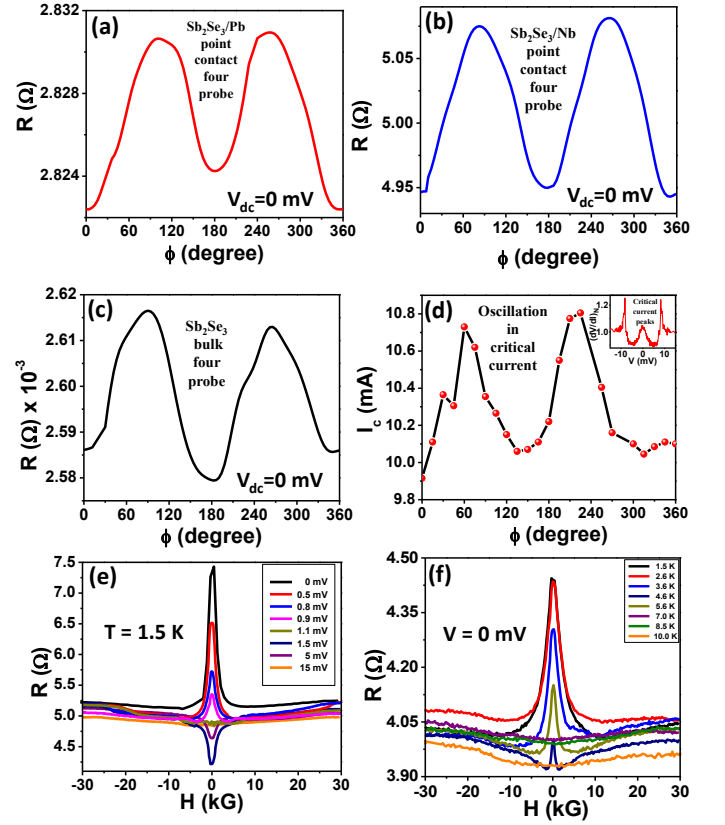 (a)
Sb₂Se₃/Pb
point
contact
four
probe
V_dc=0 mV
2.832
2.828
2.824
R (Ω)
0 60 120 180 240 300 360
ϕ (degree)
(b)
Sb₂Se₃/Nb
point
contact
four
probe
V_dc=0 mV
5.075
5.00
4.95
R (Ω)
0 60 120 180 240 300 360
ϕ (degree)
(c)
Sb₂Se₃
bulk
four
probe
V_dc=0 mV
2.62
2.61
2.60
2.59
2.58
R (Ω) x 10⁻³
0 60 120 180 240 300 360
ϕ (degree)
(d)
Oscillation
in
critical
current
10.8
10.6
10.4
10.2
10.0
9.8
I_c (mA)
0 60 120 180 240 300 360
ϕ (degree)
Critical
current
peaks
1.2
1.0
(dV/dI)_N
-10 0 10
V (mV)
(e)
T = 1.5 K
0 mV
0.5 mV
0.8 mV
0.9 mV
1.1 mV
1.5 mV
5 mV
15 mV
7.5
7.0
6.5
6.0
5.5
5.0
4.5
R (Ω)
-30 -20 -10 0 10 20 30
H (kG)
(f)
V = 0 mV
1.5 K
2.6 K
3.6 K
4.6 K
5.6 K
7.0 K
8.5 K
10.0 K
4.50
4.35
4.20
4.05
3.90
R (Ω)
-30 -20 -10 0 10 20 30
H (kG)